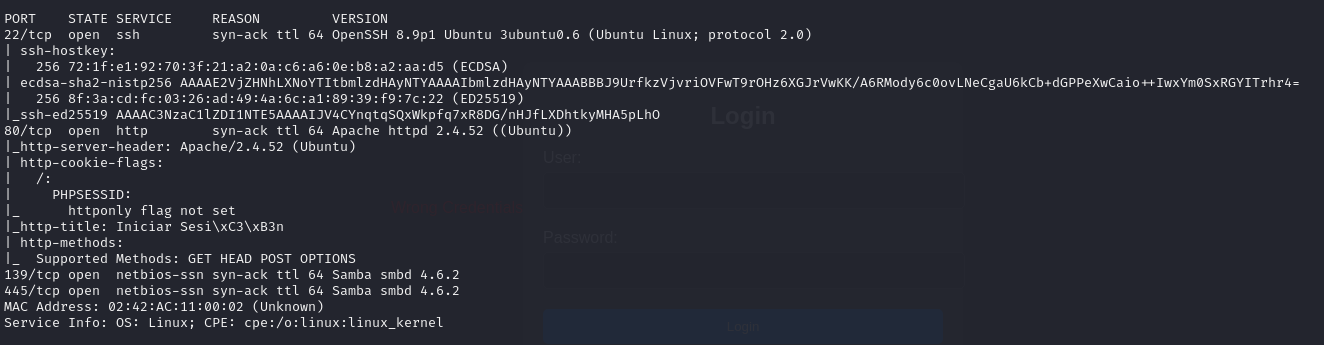 PORT    STATE SERVICE     REASON         VERSION
22/tcp  open  ssh         syn-ack ttl 64 OpenSSH 8.9p1 Ubuntu 3ubuntu0.6 (Ubuntu Linux; protocol 2.0)
| ssh-hostkey:
|   256 72:1f:e1:92:70:3f:21:a2:0a:c6:a6:0e:b8:a2:aa:d5 (ECDSA)
| ecdsa-sha2-nistp256 AAAAE2VjZHNhLXNoYTItbmlzdHAyNTYAAAAIbmlzdHAyNTYAAABBBJ9UrfkzVjvriOVFwT9rOHz6XGJrVwKK/A6RMody6c0ovLNeCgaU6kCb+dGPPeXwCaio++IwxYm0SxRGYITrhr4=
|   256 8f:3a:cd:fc:03:26:ad:49:4a:6c:a1:89:39:f9:7c:22 (ED25519)
|_ssh-ed25519 AAAAC3NzaC1lZDI1NTE5AAAAIJV4CYnqtqSQxWkpfq7xR8DG/nHJfLXDhtkyMHA5pLhO
80/tcp  open  http        syn-ack ttl 64 Apache httpd 2.4.52 ((Ubuntu))
|_http-server-header: Apache/2.4.52 (Ubuntu)
| http-cookie-flags:
|   /:
|     PHPSESSID:
|_      httponly flag not set
|_http-title: Iniciar Sesi\xC3\xB3n
| http-methods:
|_  Supported Methods: GET HEAD POST OPTIONS
139/tcp open  netbios-ssn syn-ack ttl 64 Samba smbd 4.6.2
445/tcp open  netbios-ssn syn-ack ttl 64 Samba smbd 4.6.2
MAC Address: 02:42:AC:11:00:02 (Unknown)
Service Info: OS: Linux; CPE: cpe:/o:linux:linux_kernel
Login
User:
Password:
Login